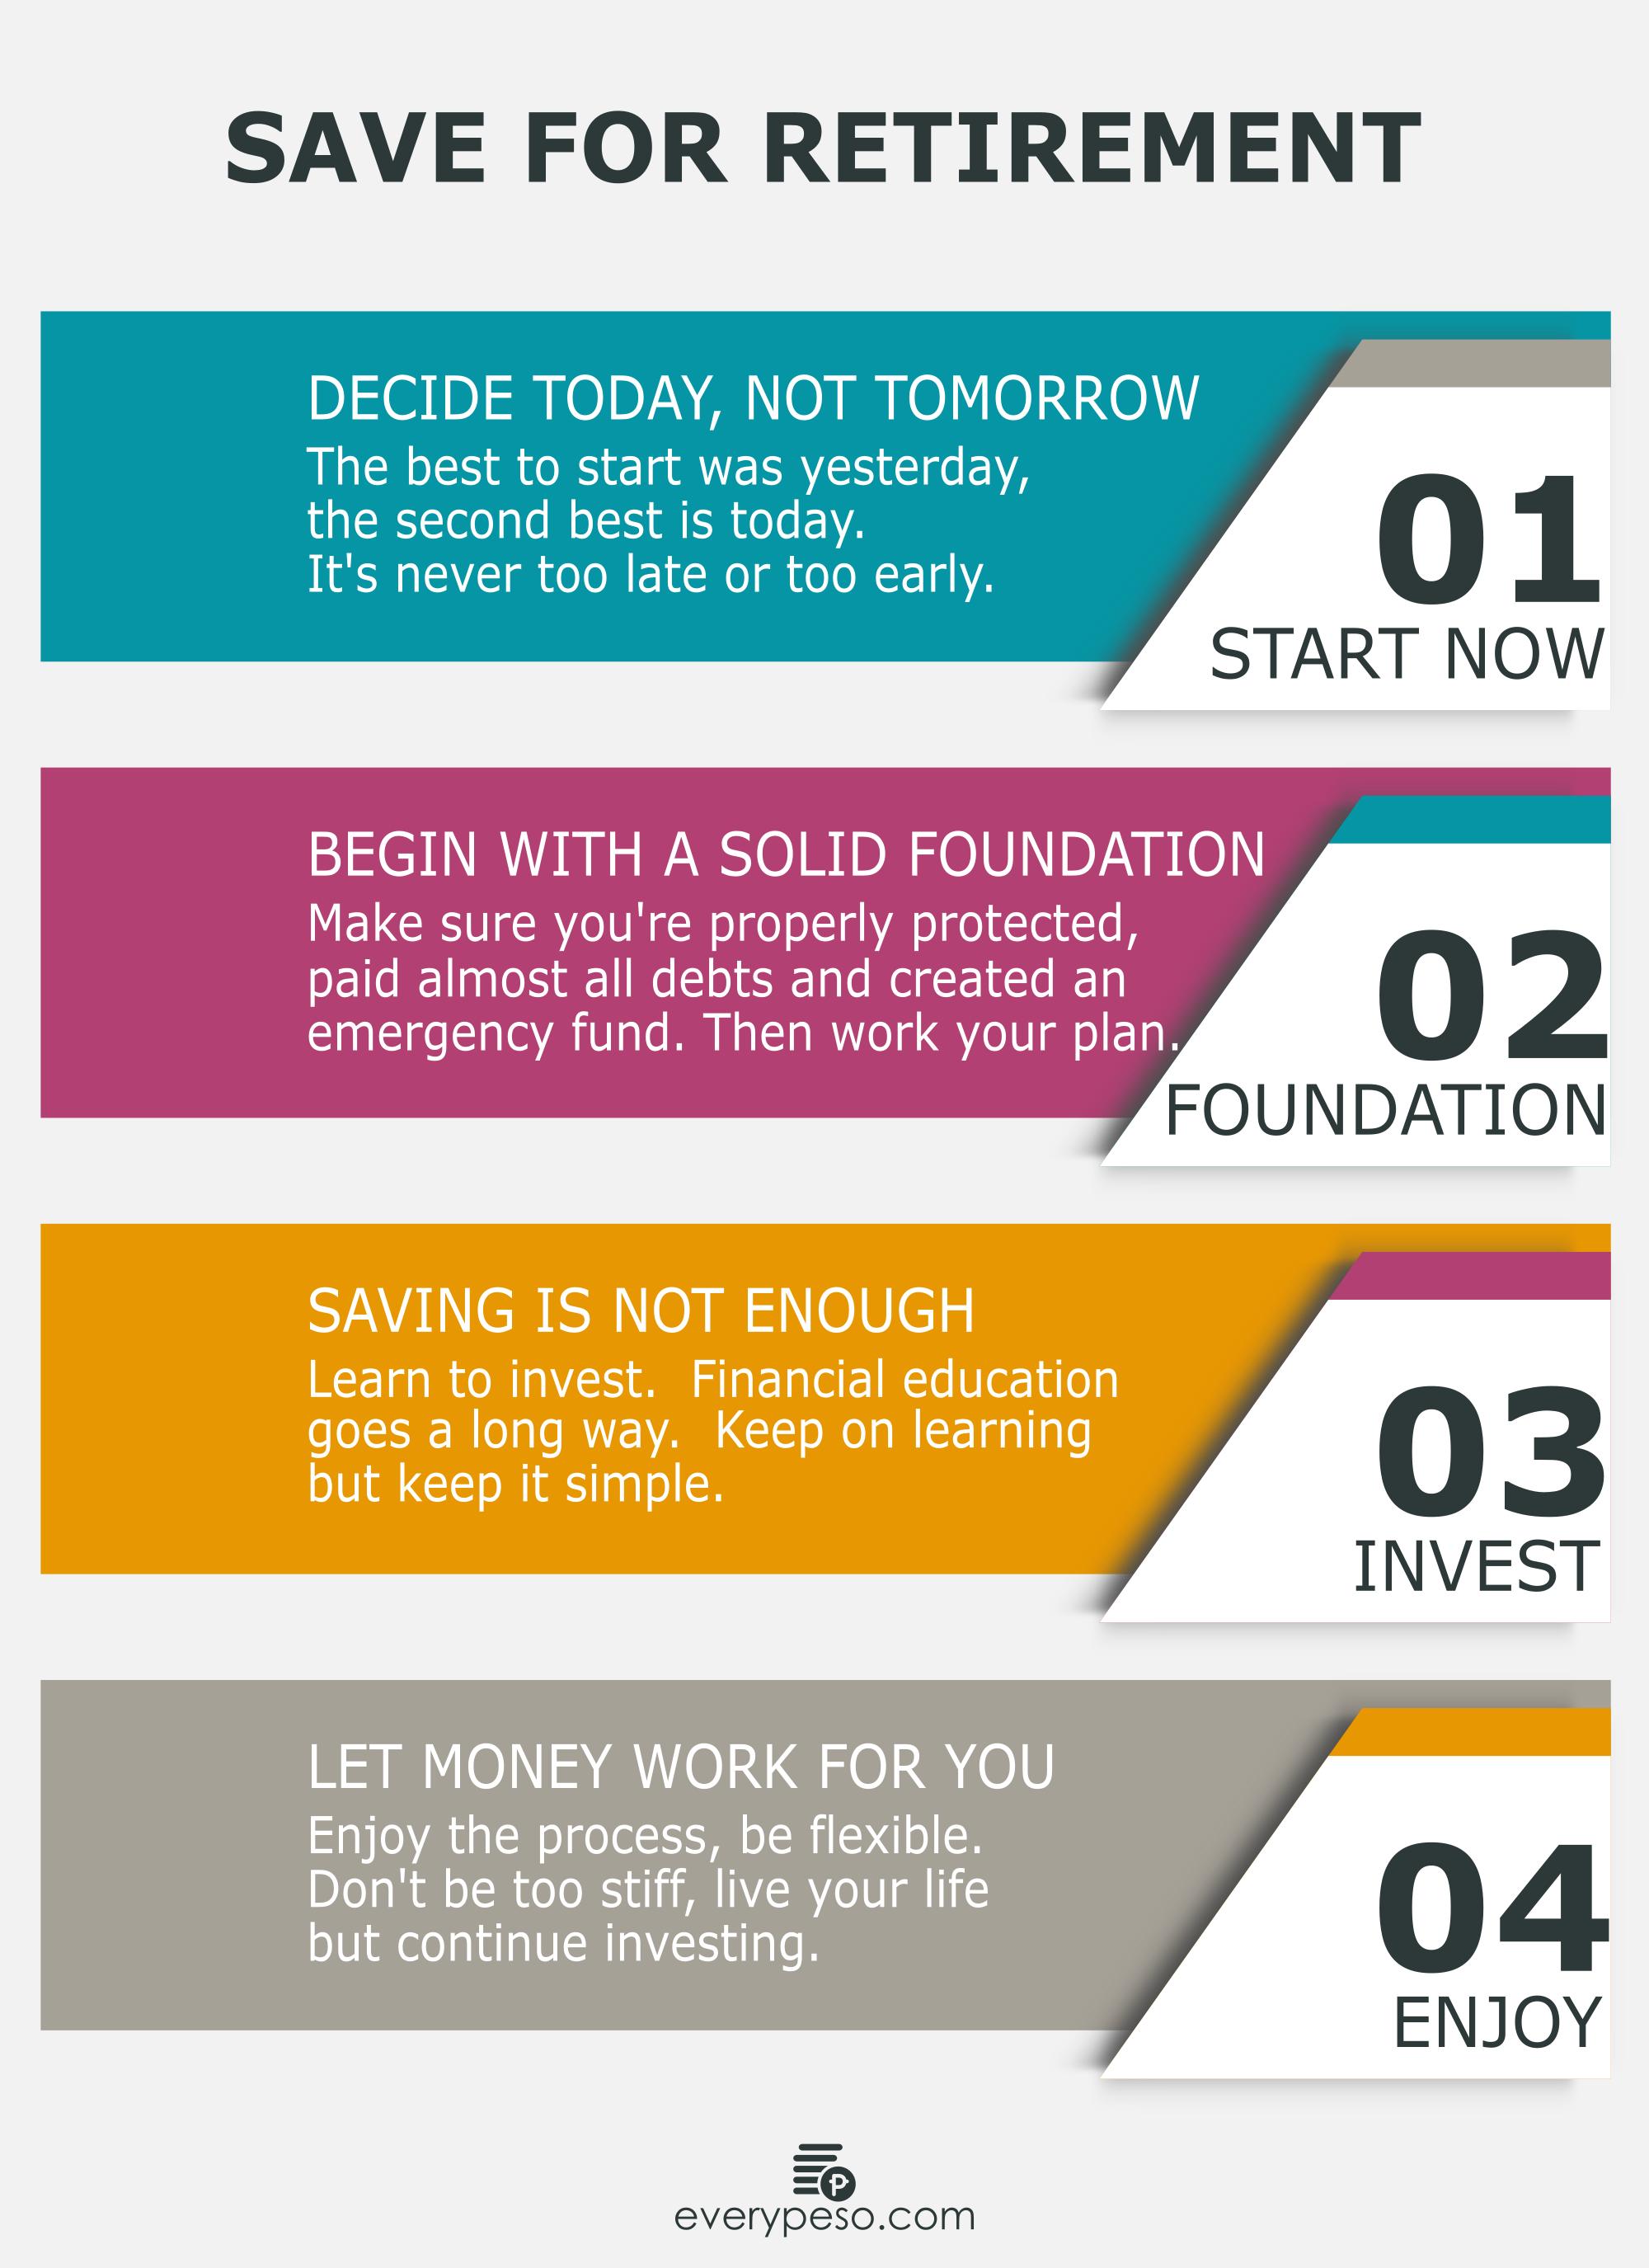 SAVE FOR RETIREMENT
DECIDE TODAY, NOT TOMORROW
The best to start was yesterday,
the second best is today.
It's never too late or too early.
01
START NOW
BEGIN WITH A SOLID FOUNDATION
Make sure you're properly protected,
paid almost all debts and created an
emergency fund. Then work your plan.
02
FOUNDATION
SAVING IS NOT ENOUGH
Learn to invest.  Financial education
goes a long way.  Keep on learning
but keep it simple.
03
INVEST
LET MONEY WORK FOR YOU
Enjoy the process, be flexible.
Don't be too stiff, live your life
but continue investing.
04
ENJOY
P
everypeso.com